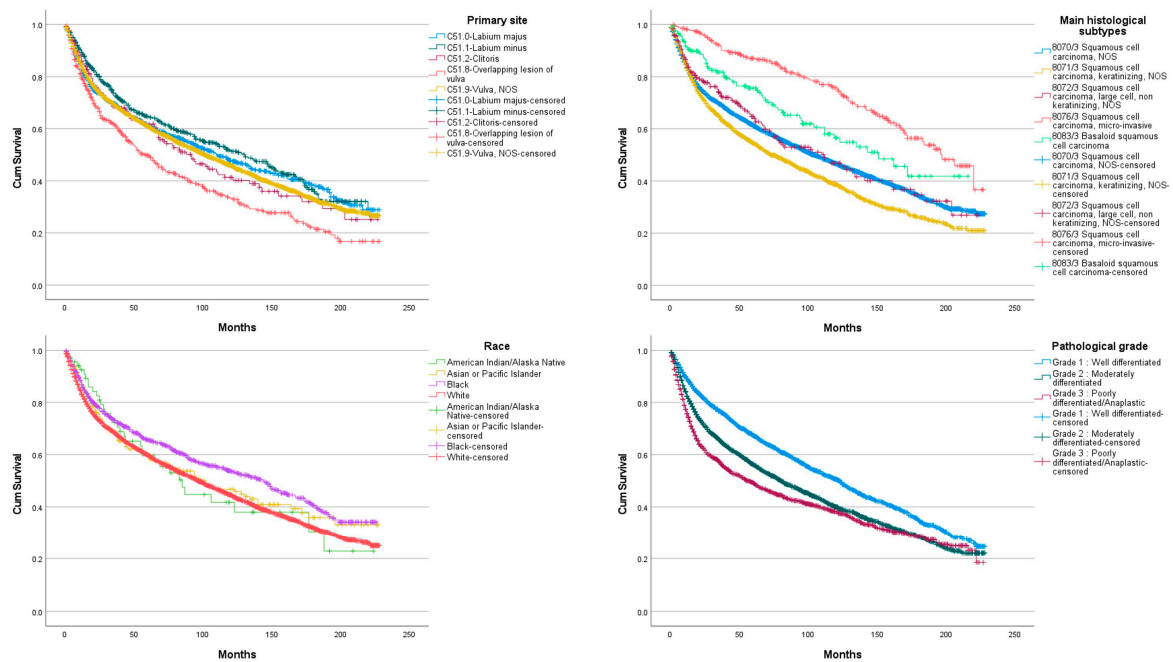 Primary site
C51.0-Labium majus
C51.1-Labium minus
C51.2-Clitoris
C51.8-Overlapping lesion of
vulva
C51.9-Vulva, NOS
C51.0-Labium majus-censored
C51.1-Labium minus-censored
C51.2-Clitoris-censored
C51.8-Overlapping lesion of
vulva-censored
C51.9-Vulva, NOS-censored
Cum Survival
1.0
0.8
0.6
0.4
0.2
0.0
0 50 100 150 200 250
Months
Main histological
subtypes
8070/3 Squamous cell
carcinoma, NOS
8071/3 Squamous cell
carcinoma, keratinizing, NOS
8072/3 Squamous cell
carcinoma, large cell, non
keratinizing, NOS
8076/3 Squamous cell
carcinoma, micro-invasive
8083/3 Basaloid squamous
cell carcinoma
8070/3 Squamous cell
carcinoma, NOS-censored
8071/3 Squamous cell
carcinoma, keratinizing, NOS-
censored
8072/3 Squamous cell
carcinoma, large cell, non
keratinizing, NOS-censored
8076/3 Squamous cell
carcinoma, micro-invasive-
censored
8083/3 Basaloid squamous
cell carcinoma-censored
Cum Survival
1.0
0.8
0.6
0.4
0.2
0.0
0 50 100 150 200 250
Months
Race
American Indian/Alaska Native
Asian or Pacific Islander
Black
White
American Indian/Alaska
Native-censored
Asian or Pacific Islander-
censored
Black-censored
White-censored
Cum Survival
1.0
0.8
0.6
0.4
0.2
0.0
0 50 100 150 200 250
Months
Pathological grade
Grade 1 : Well differentiated
Grade 2 : Moderately
differentiated
Grade 3 : Poorly
differentiated/Anaplastic
Grade 1 : Well differentiated-
censored
Grade 2 : Moderately
differentiated-censored
Grade 3 : Poorly
differentiated/Anaplastic-
censored
Cum Survival
1.0
0.8
0.6
0.4
0.2
0.0
0 50 100 150 200 250
Months